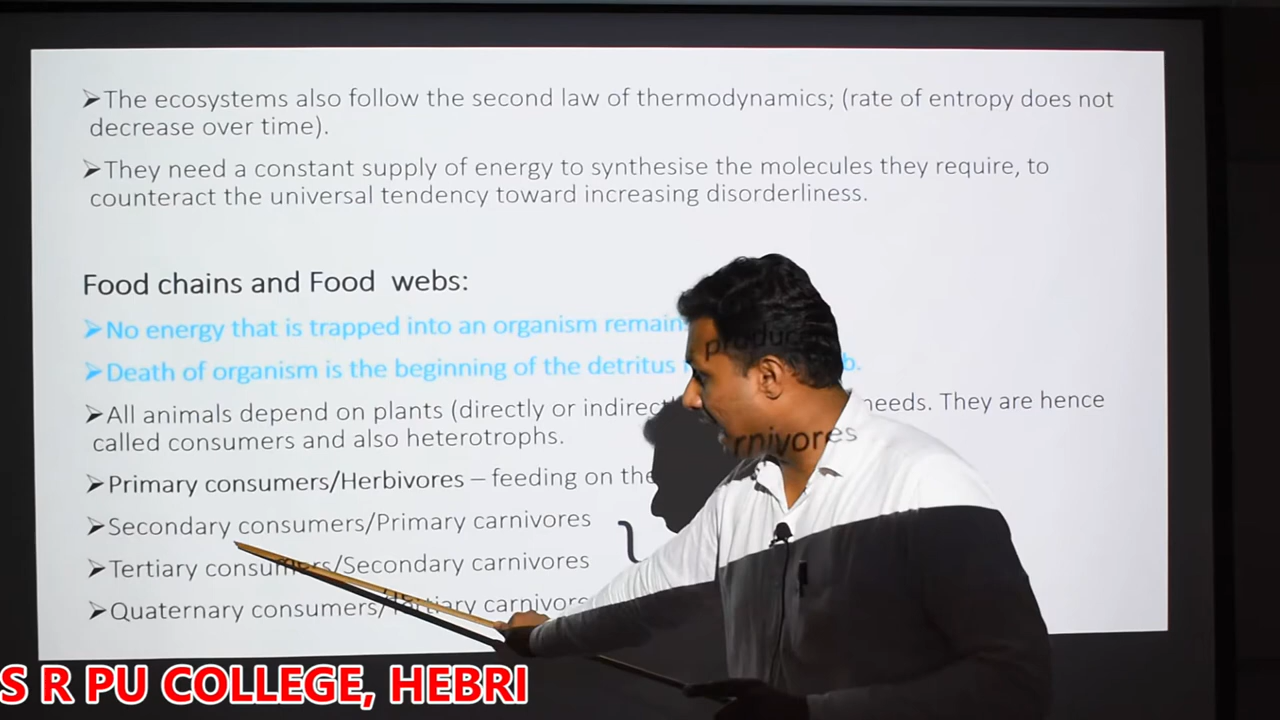 ➤The ecosystems also follow the second law of thermodynamics; (rate of entropy does not
decrease over time).
➤They need a constant supply of energy to synthesise the molecules they require, to
counteract the universal tendency toward increasing disorderliness.
Food chains and Food webs:
➤No energy that is trapped into an organism remain
➤Death of organism is the beginning of the detritus b.
➤All animals depend on plants (directly or indirect needs. They are hence
called consumers and also heterotrophs.
➤Primary consumers/Herbivores – feeding on the
➤Secondary consumers/Primary carnivores
➤Tertiary consumers/Secondary carnivores
➤Quaternary consumers/Tertiary carnivores
produc
rnivores
S R PU COLLEGE, HEBRI